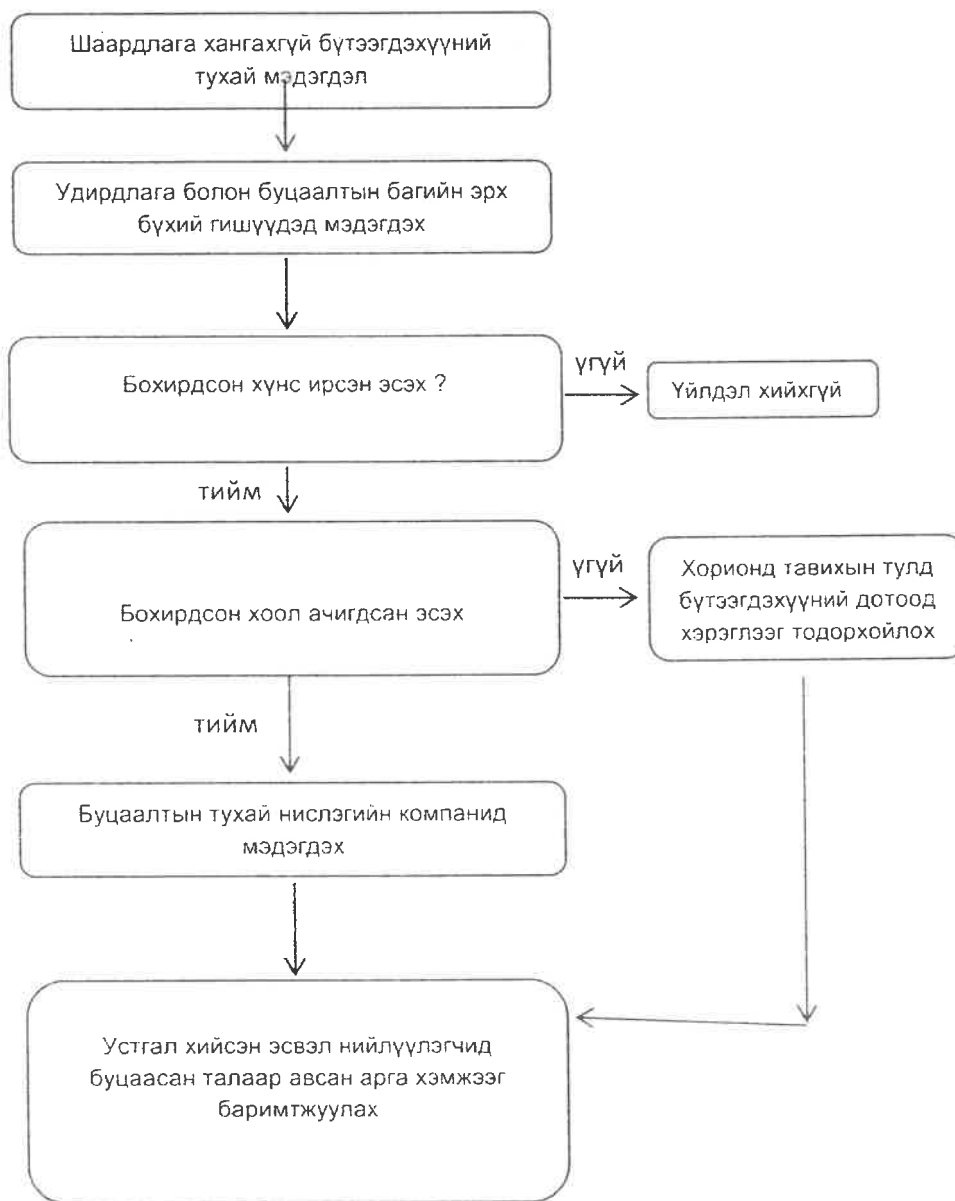 Шаардлага хангахгүй бүтээгдэхүүний
тухай мэдэгдэл
Удирдлага болон буцаалтын багийн эрх
бүхий гишүүдэд мэдэгдэх
Бохирдсон хүнс ирсэн эсэх ?
үгүй
Үйлдэл хийхгүй
тийм
Бохирдсон хоол ачигдсан эсэх
үгүй
Хорионд тавихын тулд
бүтээгдэхүүний дотоод
хэрэглээг тодорхойлох
тийм
Буцаалтын тухай нислэгийн компанид
мэдэгдэх
Устгал хийсэн эсвэл нийлүүлэгчид
буцаасан талаар авсан арга хэмжээг
баримтжуулах